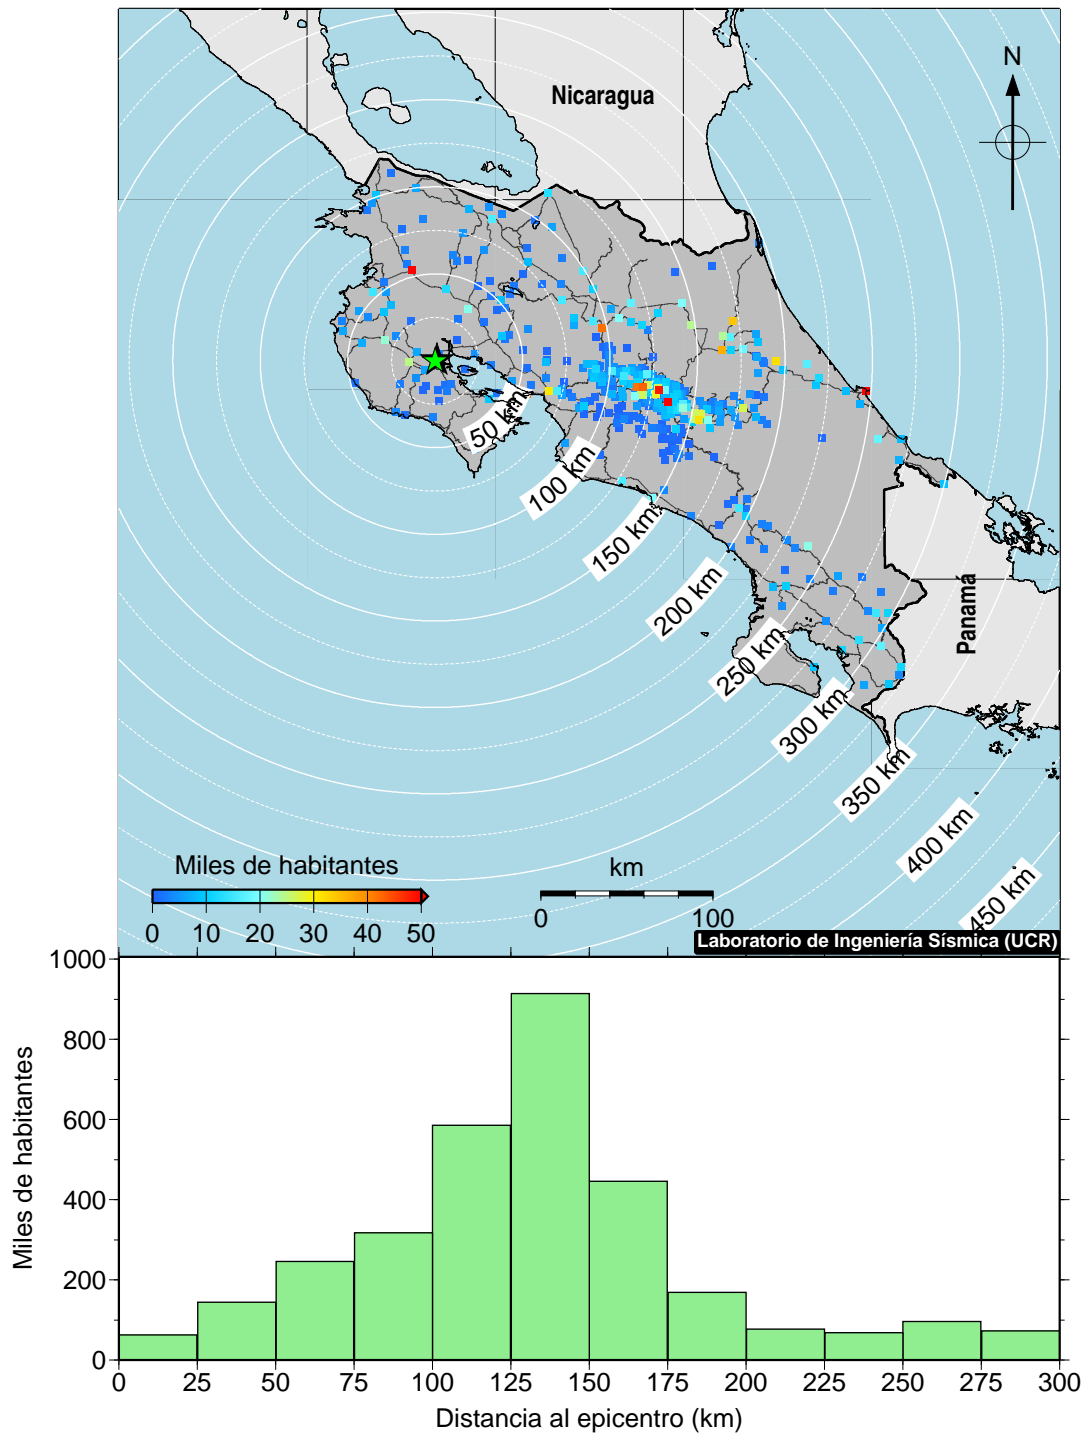 Nicaragua
N
Panamá
50 km
100 km
150 km
200 km
250 km
300 km
350 km
400 km
450 km
Miles de habitantes
0 10 20 30 40 50
km
0 100
Laboratorio de Ingeniería Sísmica (UCR)
Miles de habitantes
1000
800
600
400
200
0
0 25 50 75 100 125 150 175 200 225 250 275 300
Distancia al epicentro (km)